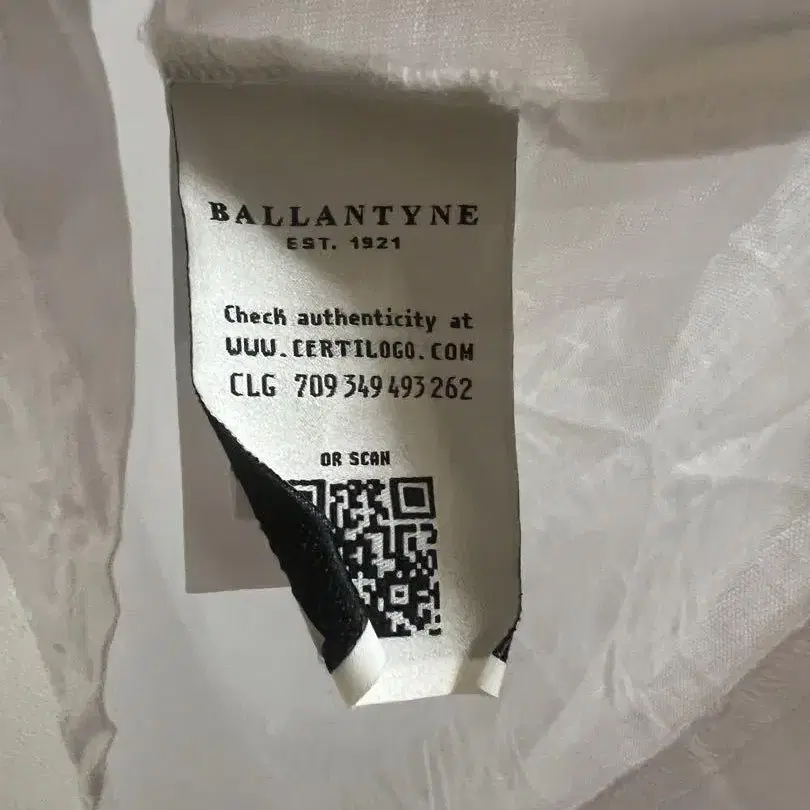 BALLANTYNE
EST. 1921
Check authenticity at
WWW.CERTILOGO.COM
CLG 709 349 493 262
OR SCAN